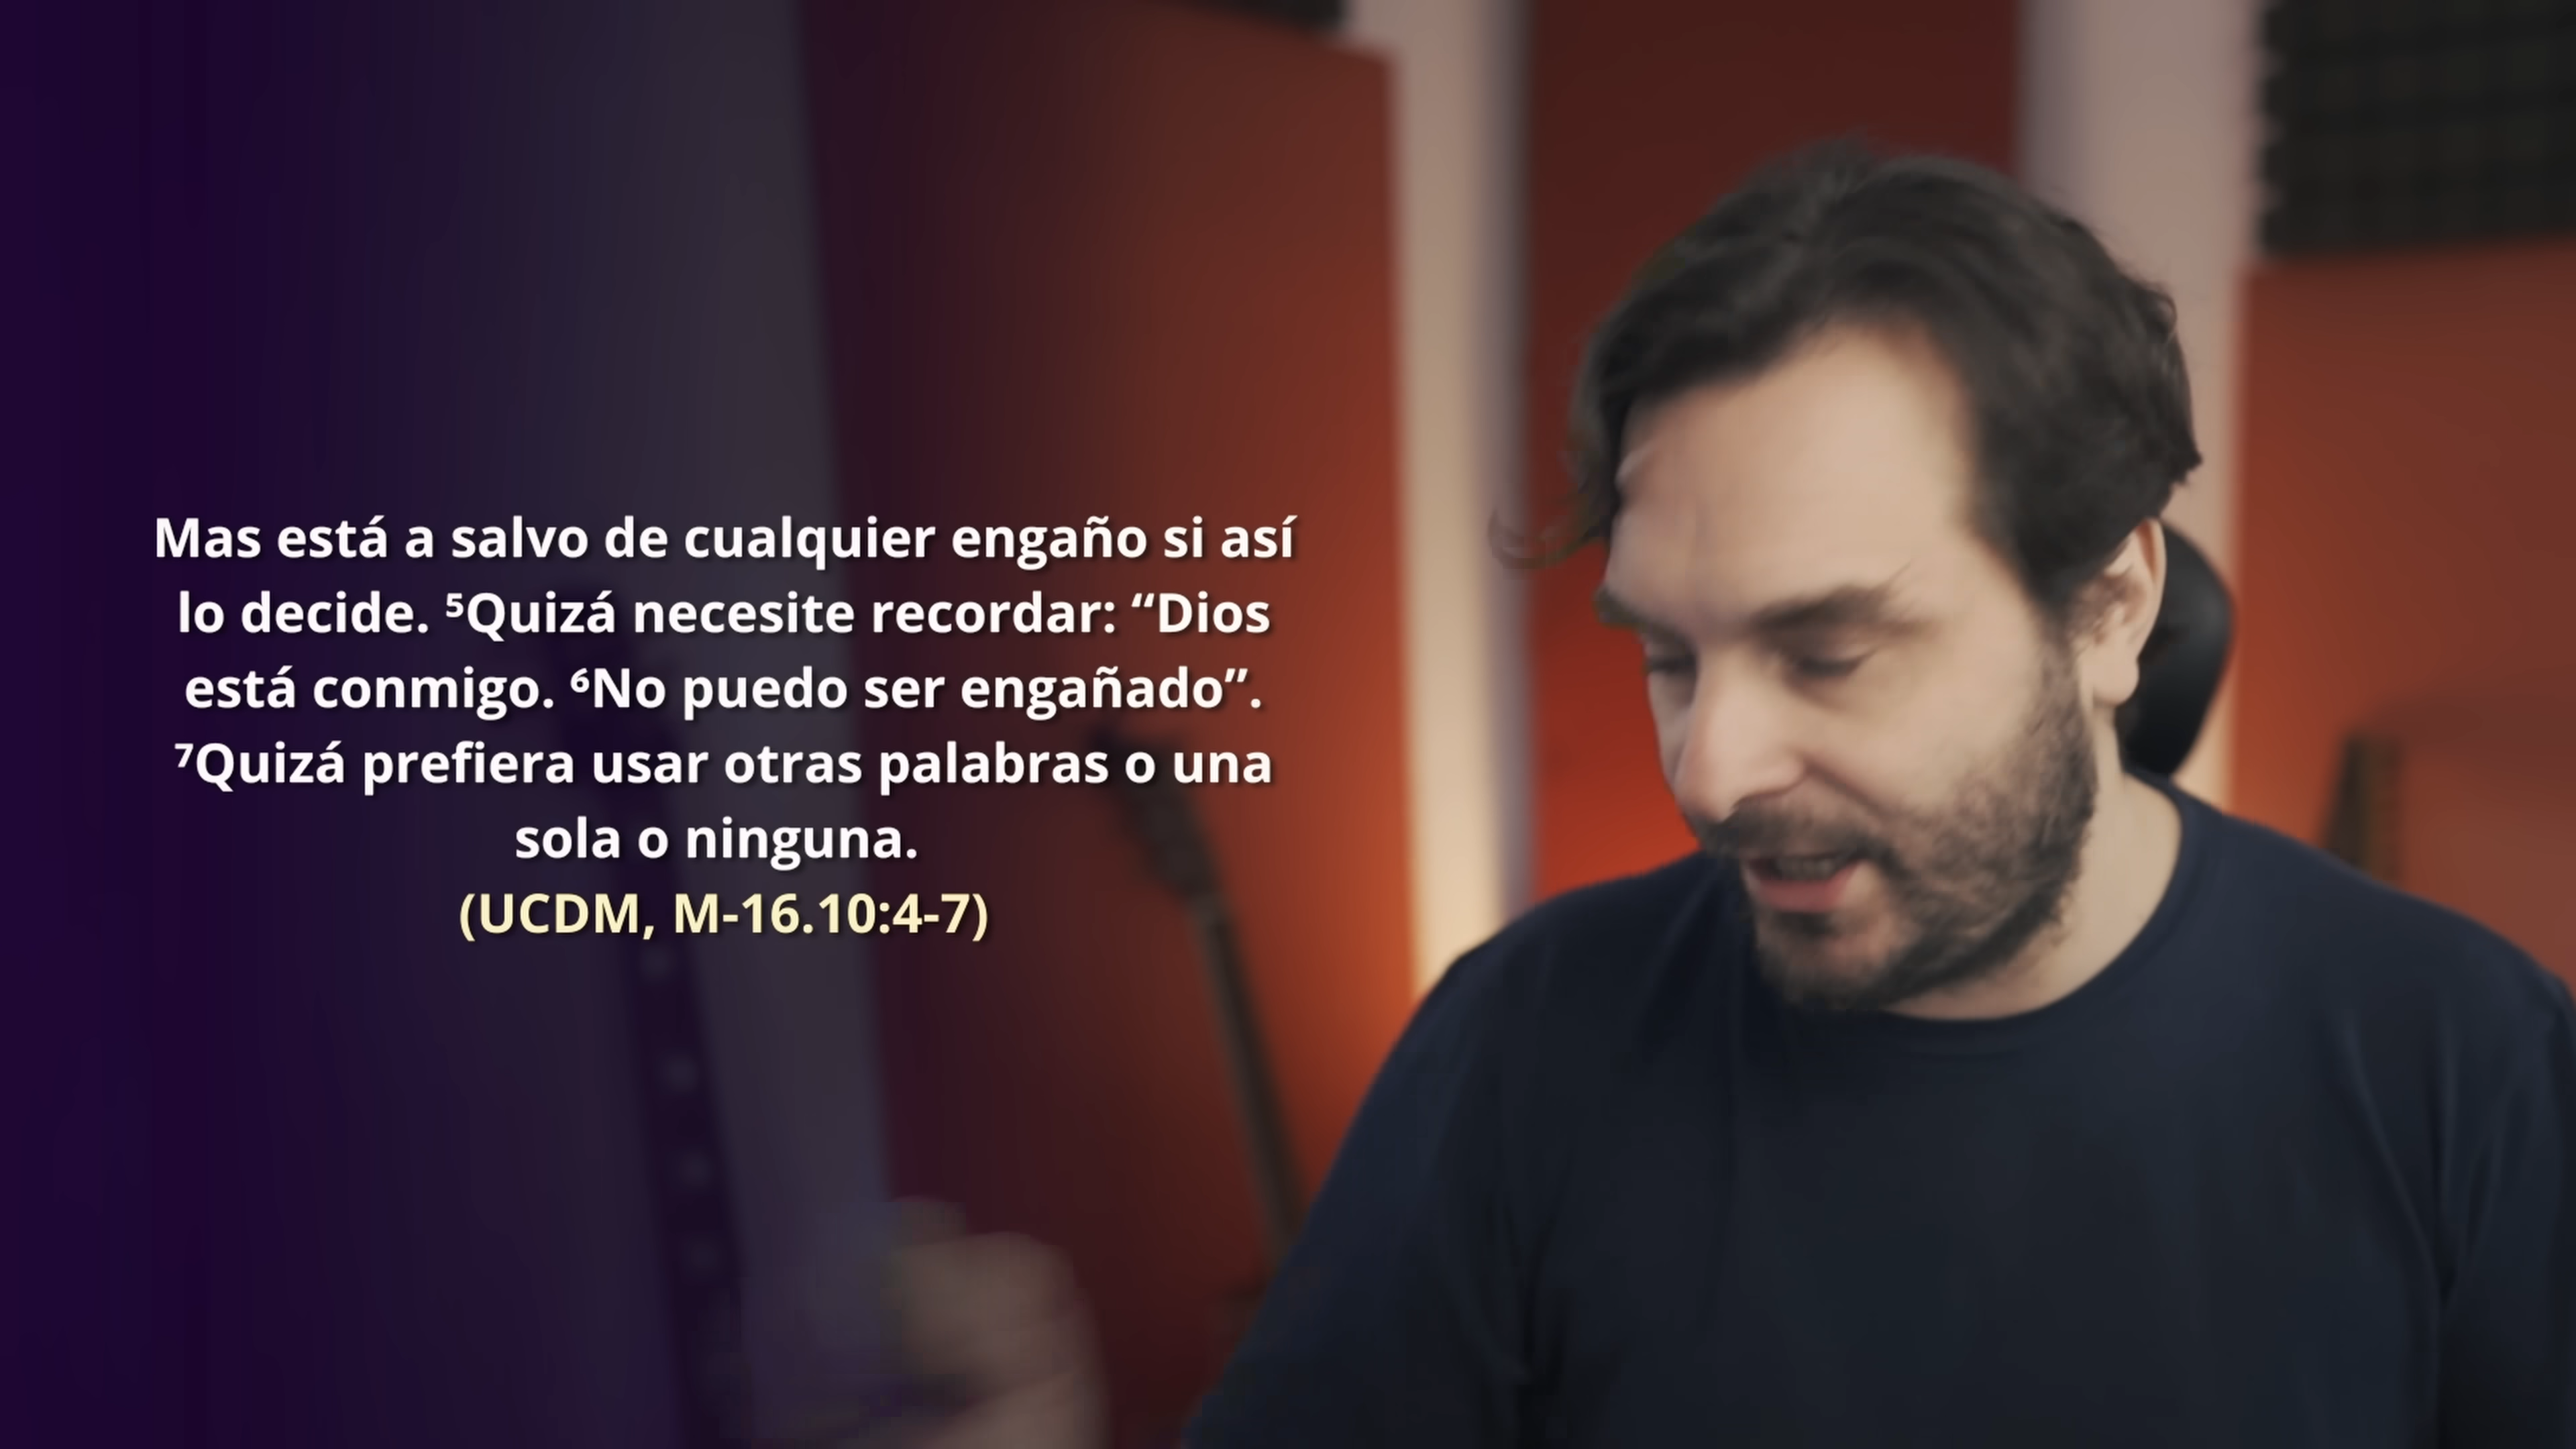 Mas está a salvo de cualquier engaño si así
lo decide. ⁵Quizá necesite recordar: “Dios
está conmigo. ⁶No puedo ser engañado”.
⁷Quizá prefiera usar otras palabras o una
sola o ninguna.
(UCDM, M-16.10:4-7)